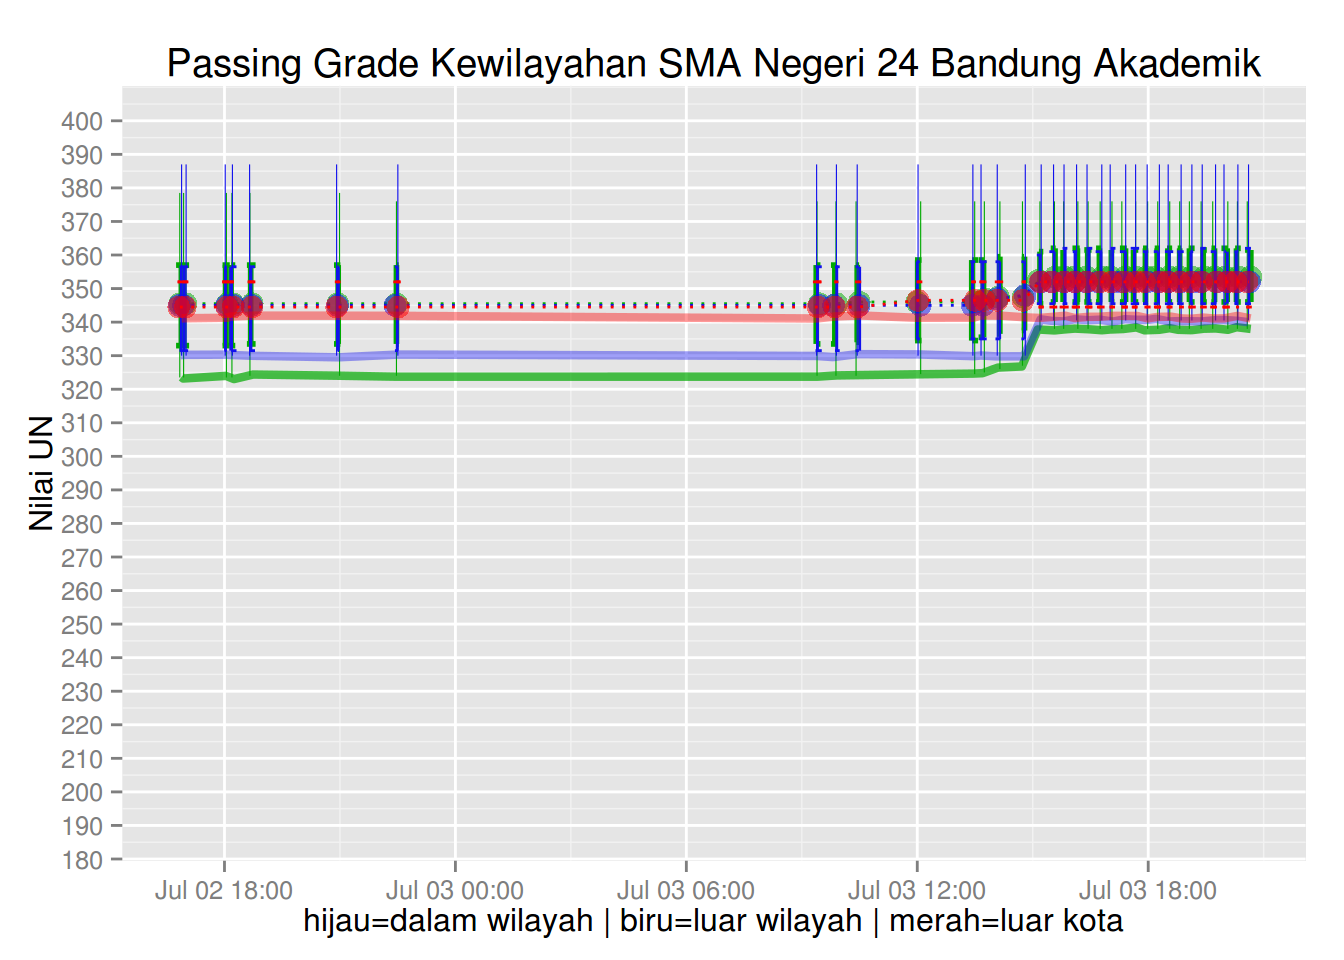 Passing Grade Kewilayahan SMA Negeri 24 Bandung Akademik
Nilai UN
400
390
380
370
360
350
340
330
320
310
300
290
280
270
260
250
240
230
220
210
200
190
180
Jul 02 18:00
Jul 03 00:00
Jul 03 06:00
Jul 03 12:00
Jul 03 18:00
hijau=dalam wilayah | biru=luar wilayah | merah=luar kota